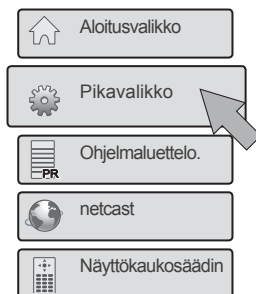 Aloitusvalikko
Pikavalikko
Ohjelmaluettelo.
PR
netcast
Näyttökaukosäädin